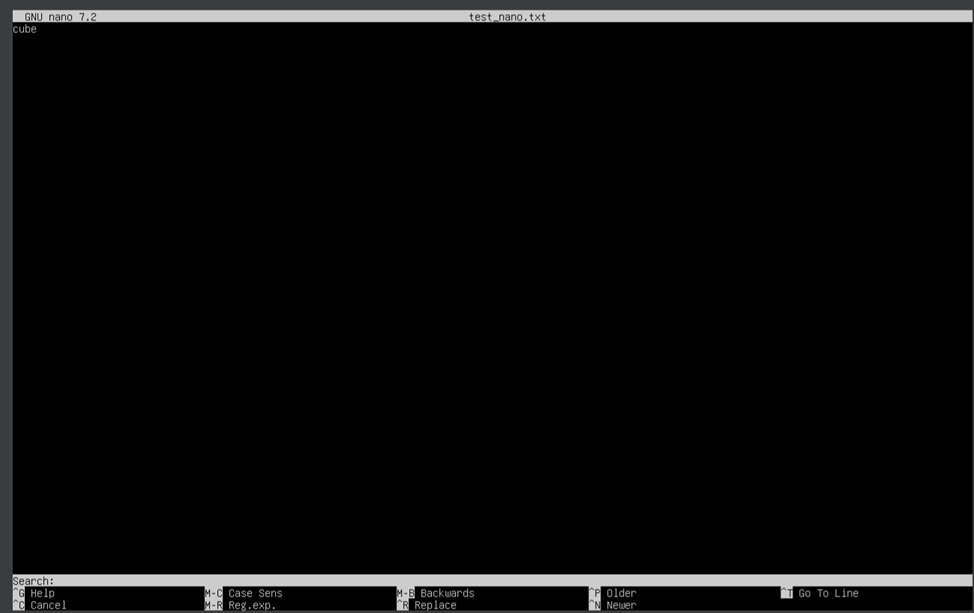 GNU nano 7.2 test_nano.txt
cube
Search:
^G Help M-C Case Sens M-B Backwards ^P Older ^T Go To Line
^C Cancel M-R Reg.exp. ^R Replace ^N Newer